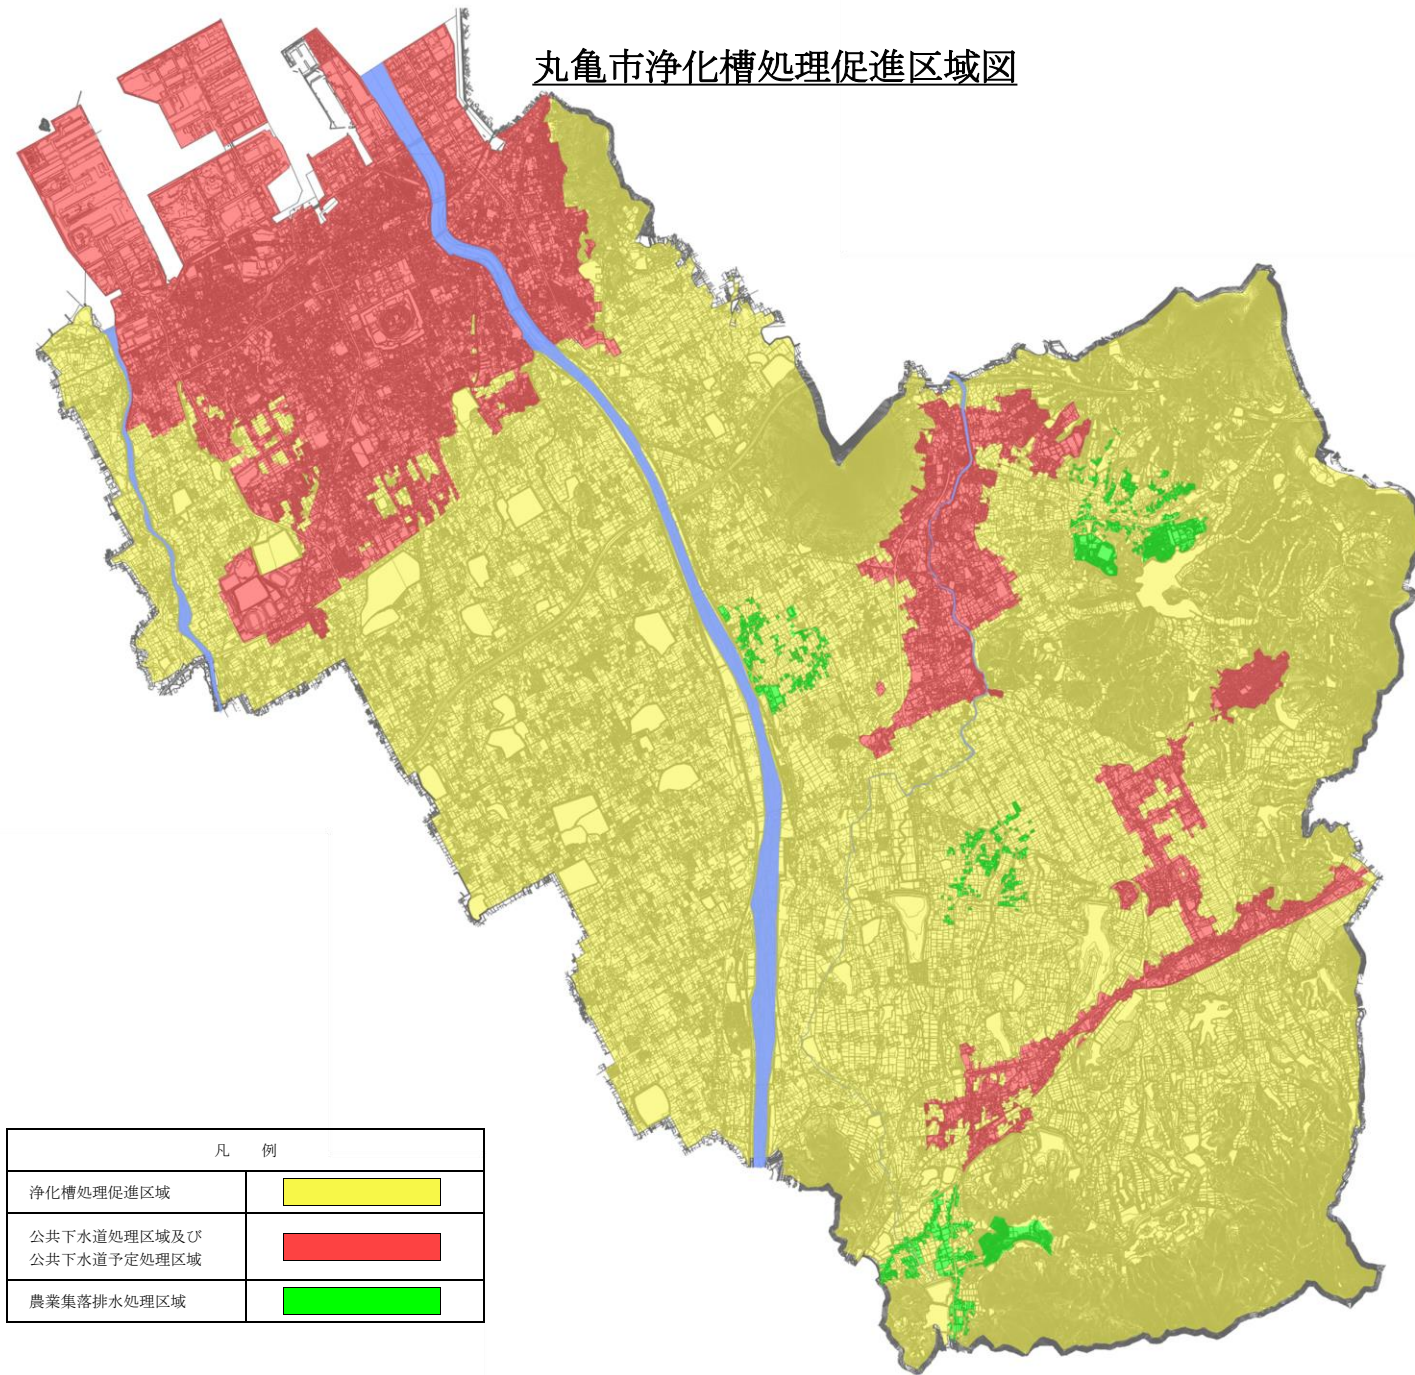 丸亀市浄化槽処理促進区域図
凡 例
浄化槽処理促進区域
公共下水道処理区域及び
公共下水道予定処理区域
農業集落排水処理区域